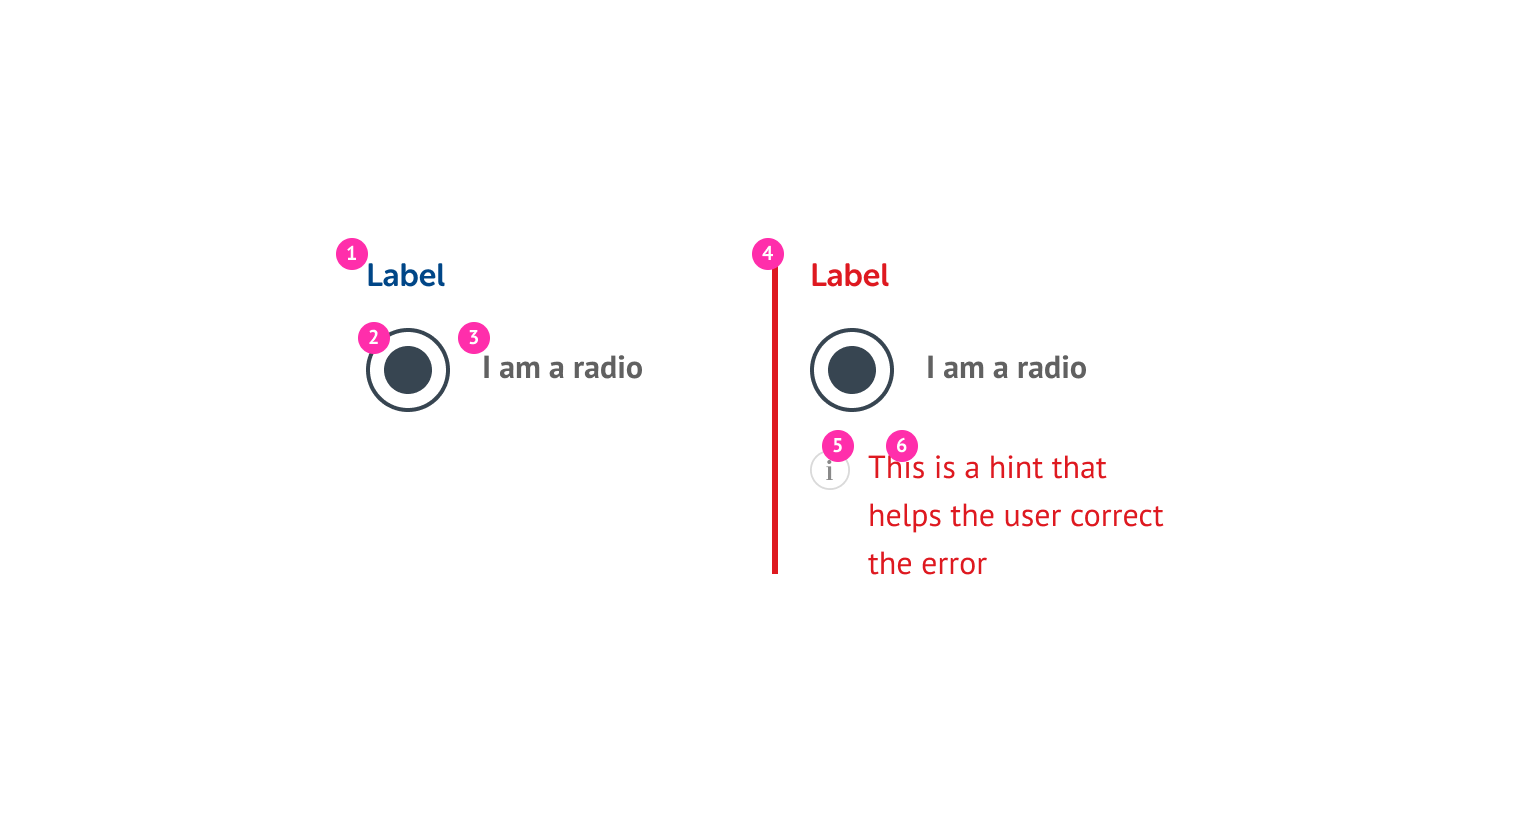 1
Label
2
3
I am a radio
4
Label
I am a radio
5
6
i
This is a hint that
helps the user correct
the error